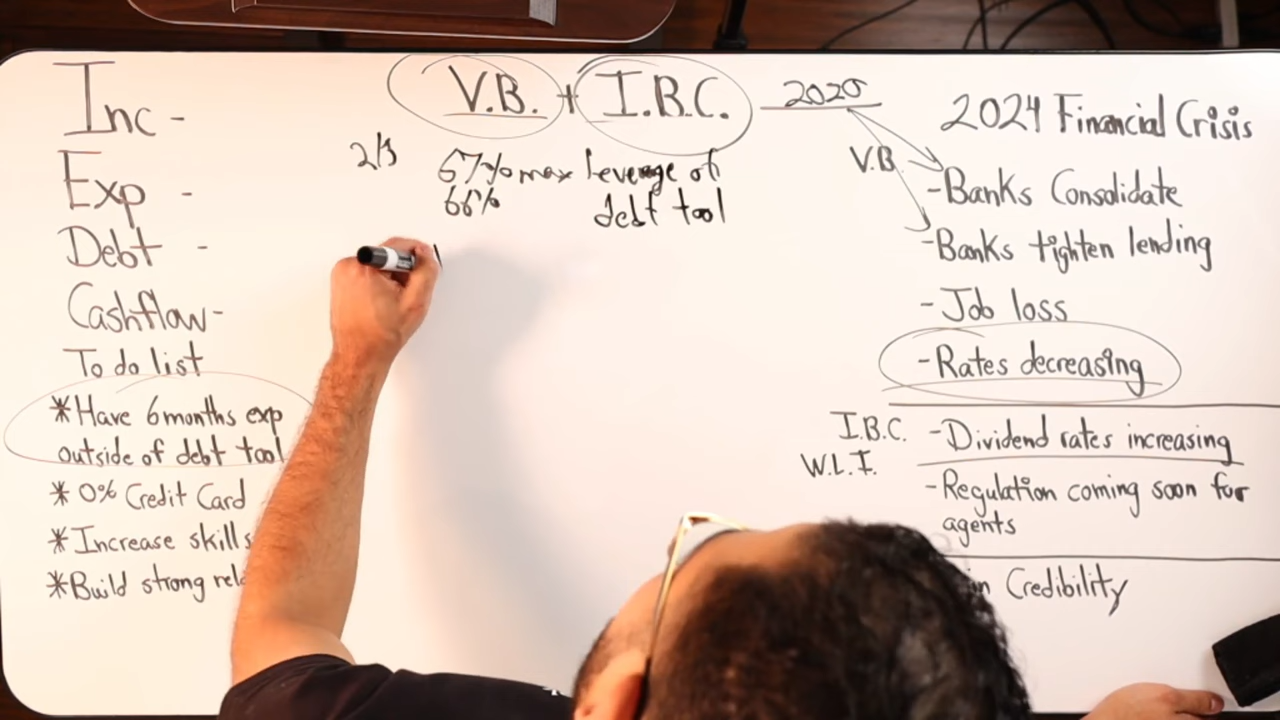 Inc -
Exp -
Debt -
Cashflow-
To do list
*Have 6 months exp
outside of debt tool
* 0% Credit Card
*Increase skills
*Build strong
V.B. + I.B.C.
2/3
67% max leverage of
66% debt tool
2020
2024 Financial Crisis
V.B.
-Banks Consolidate
-Banks tighten lending
-Job loss
-Rates decreasing
I.B.C. -Dividend rates increasing
W.L.I.
-Regulation coming soon for
agents
Credibility